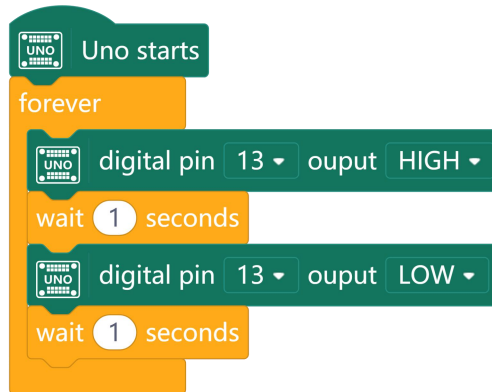 UNO Uno starts
forever
UNO digital pin 13 ouput HIGH
wait 1 seconds
UNO digital pin 13 ouput LOW
wait 1 seconds